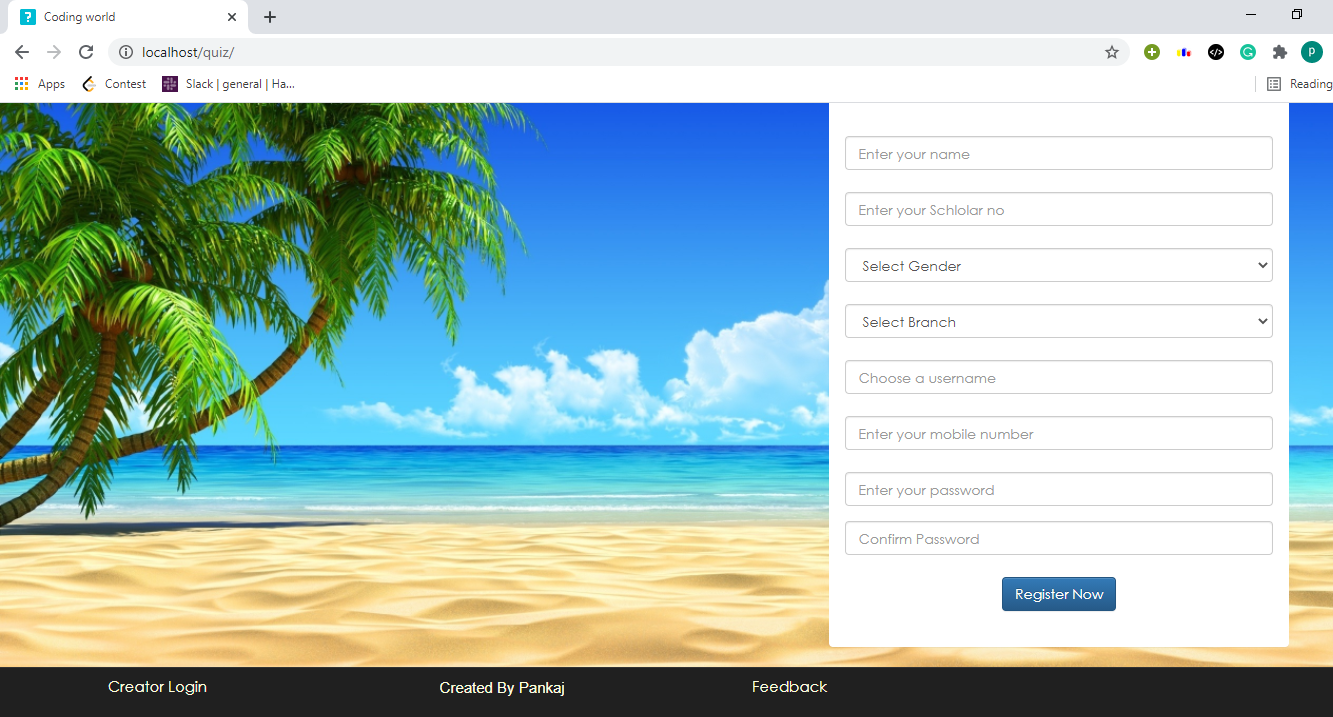 Coding world
localhost/quiz/
P
Apps
Contest
Slack | general | Ha...
Reading
Enter your name
Enter your Schlolar no
Select Gender
Select Branch
Choose a username
Enter your mobile number
Enter your password
Confirm Password
Register Now
Creator Login
Created By Pankaj
Feedback